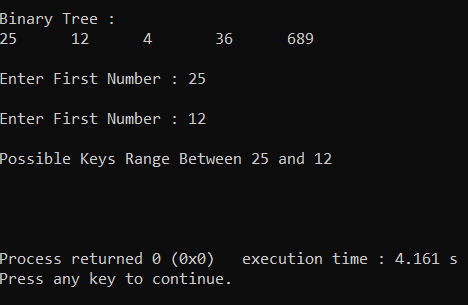 Binary Tree :
25 12 4 36 689
Enter First Number : 25
Enter First Number : 12
Possible Keys Range Between 25 and 12
Process returned 0 (0x0) execution time : 4.161 s
Press any key to continue.